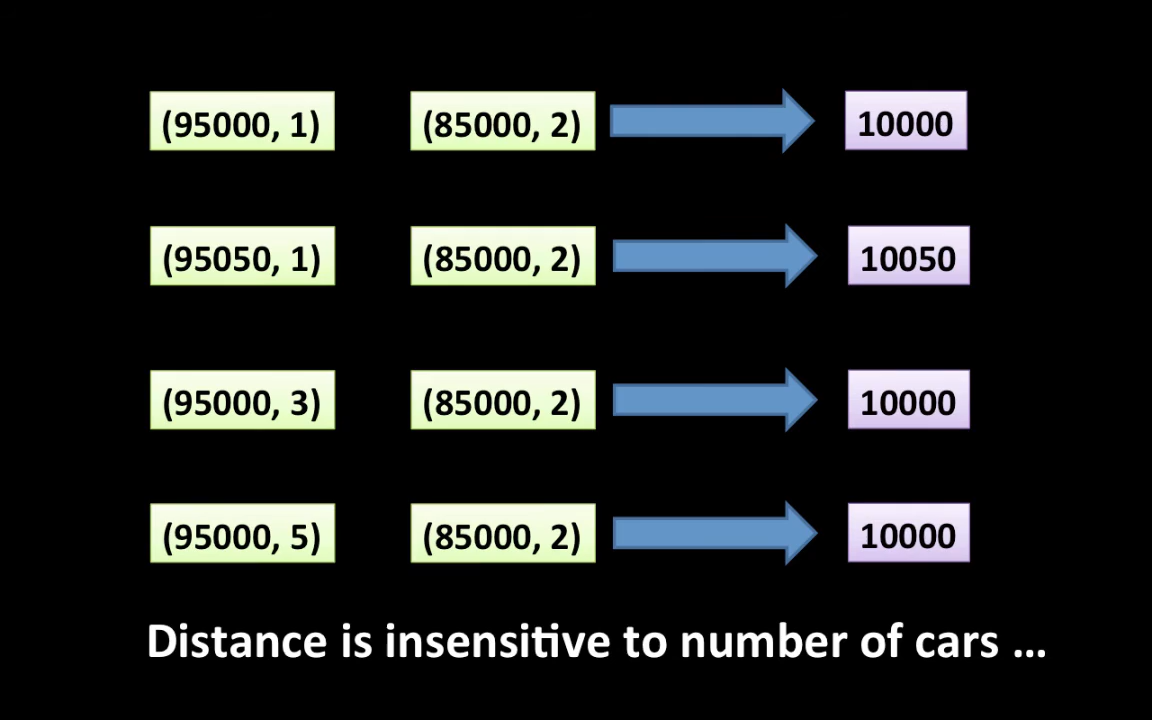 (95000, 1) (85000, 2) 10000
(95050, 1) (85000, 2) 10050
(95000, 3) (85000, 2) 10000
(95000, 5) (85000, 2) 10000
Distance is insensitive to number of cars ...